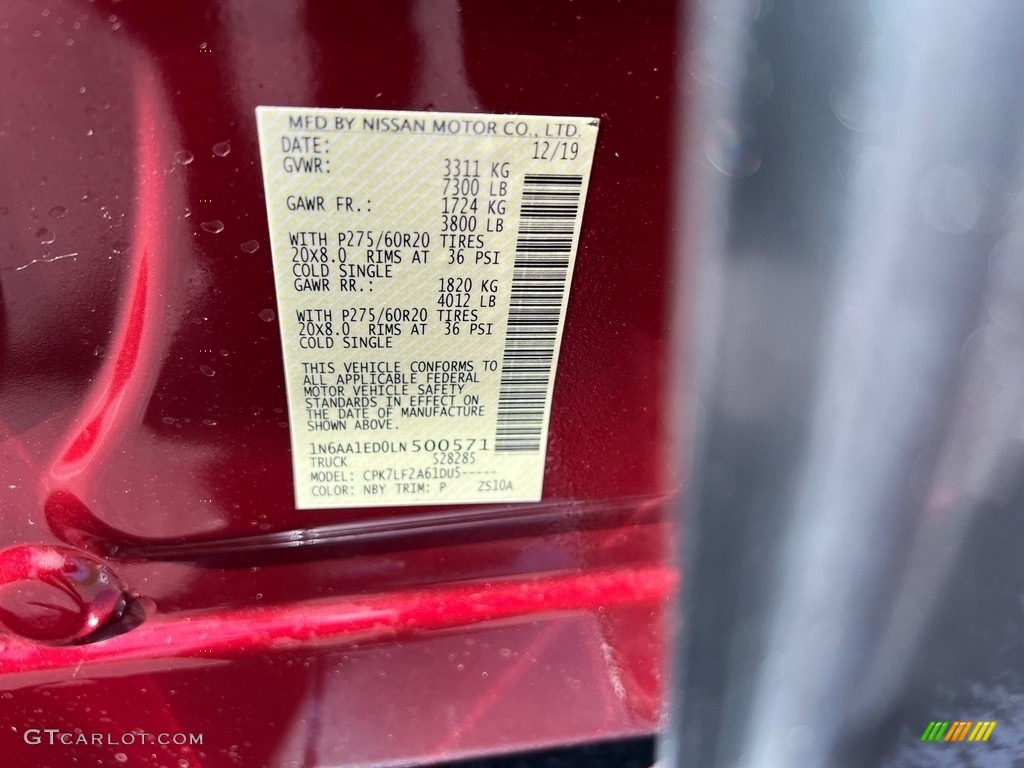 MFD BY NISSAN MOTOR CO., LTD.
DATE: 12/19
GVWR: 3311 KG
7300 LB
GAWR FR.: 1724 KG
3800 LB
WITH P275/60R20 TIRES
20X8.0 RIMS AT 36 PSI
COLD SINGLE
GAWR RR.: 1820 KG
4012 LB
WITH P275/60R20 TIRES
20X8.0 RIMS AT 36 PSI
COLD SINGLE
THIS VEHICLE CONFORMS TO
ALL APPLICABLE FEDERAL
MOTOR VEHICLE SAFETY
STANDARDS IN EFFECT ON
THE DATE OF MANUFACTURE
SHOWN ABOVE.
1N6AA1ED0LN500571
TRUCK 528285
MODEL: CPK7LF2A61DU5-----
COLOR: NBY TRIM: P 2S10A
GTCARLOT.COM